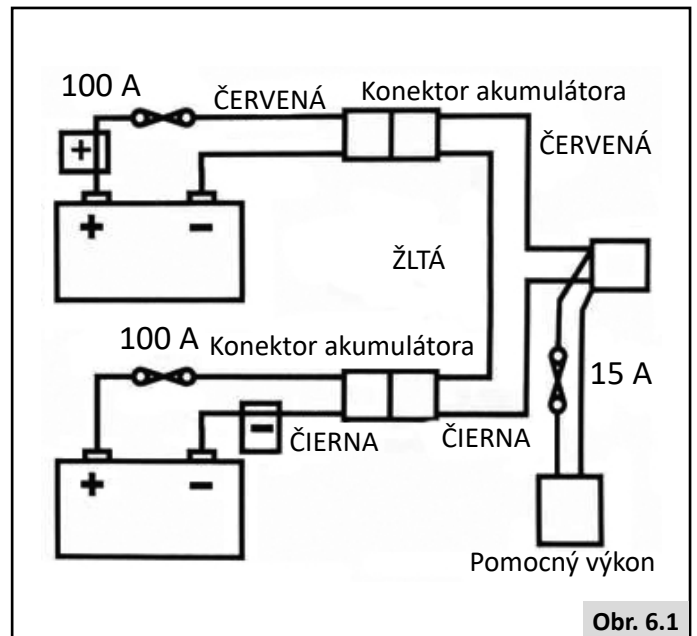 100 A
ČERVENÁ
Konektor akumulátora
ČERVENÁ
+
+ −
ŽLTÁ
100 A
Konektor akumulátora
15 A
−
ČIERNA
ČIERNA
+ −
Pomocný výkon
Obr. 6.1